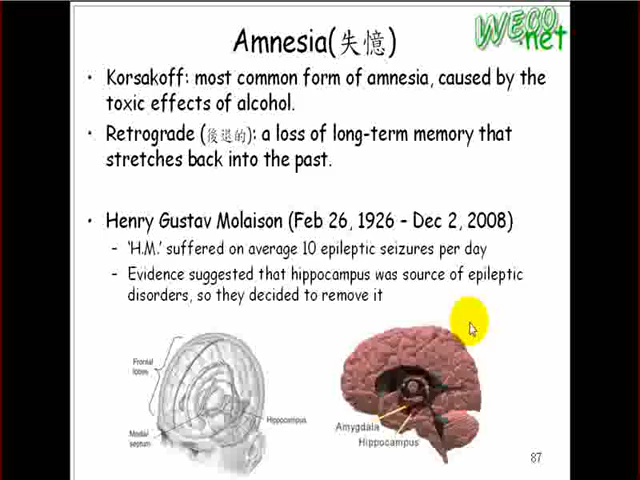 WECO
.net
Amnesia(失憶)
• Korsakoff: most common form of amnesia, caused by the
toxic effects of alcohol.
• Retrograde (後退的): a loss of long-term memory that
stretches back into the past.
• Henry Gustav Molaison (Feb 26, 1926 – Dec 2, 2008)
– 'H.M.' suffered on average 10 epileptic seizures per day
– Evidence suggested that hippocampus was source of epileptic
disorders, so they decided to remove it
Frontal
lobes
Hippocampus
Medial
septum
Amygdala
Hippocampus
87